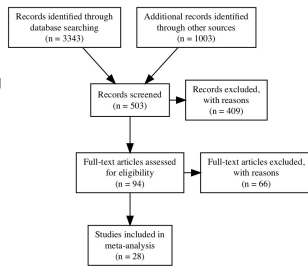 Records identified through
database searching
(n = 3343)
Additional records identified
through other sources
(n = 1003)
Records screened
(n = 503)
Records excluded,
with reasons
(n = 409)
Full-text articles assessed
for eligibility
(n = 94)
Full-text articles excluded,
with reasons
(n = 66)
Studies included in
meta-analysis
(n = 28)